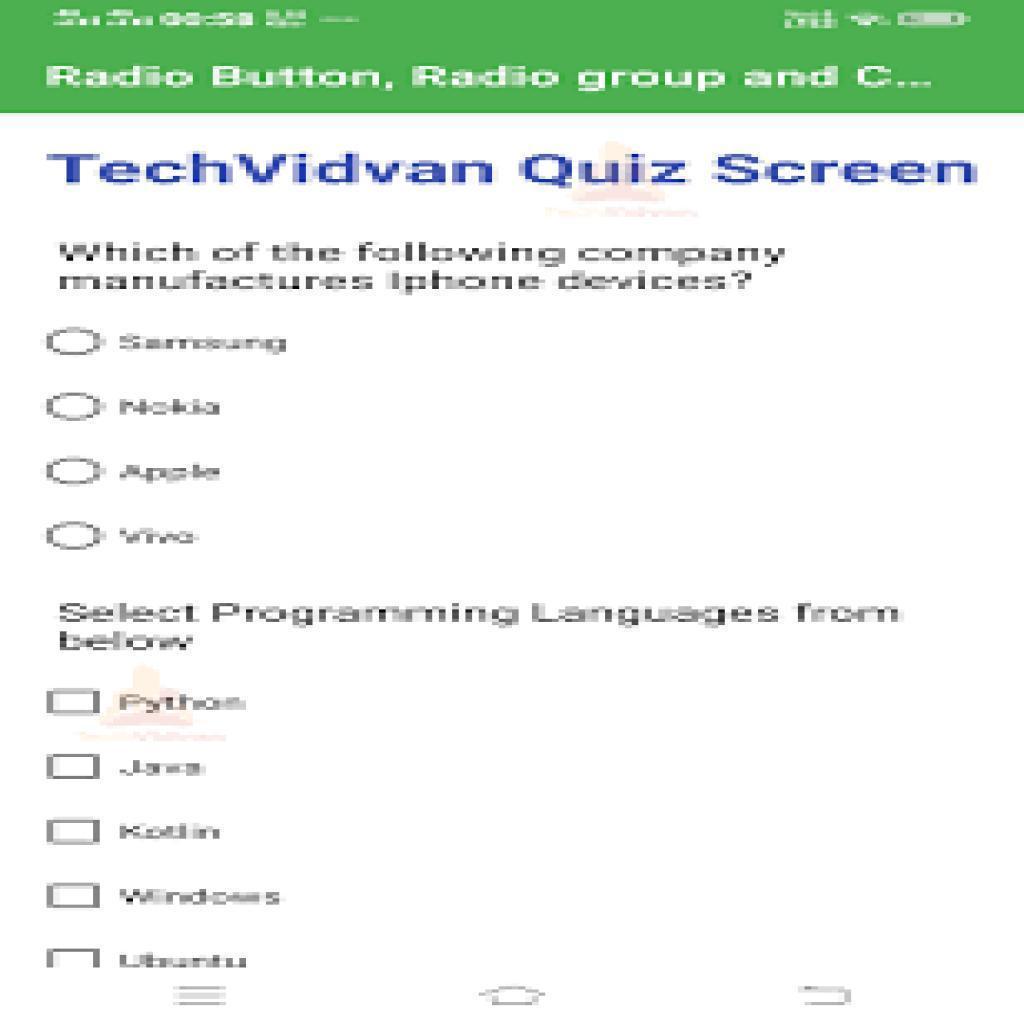 Radio Button, Radio group and C...
TechVidvan Quiz Screen
TechVidvan
Which of the following company
manufactures Iphone devices?
Samsung
Nokia
Apple
Vivo
Select Programming Languages from
below
Python
TechVidvan
Java
Kotlin
Windows
Ubuntu